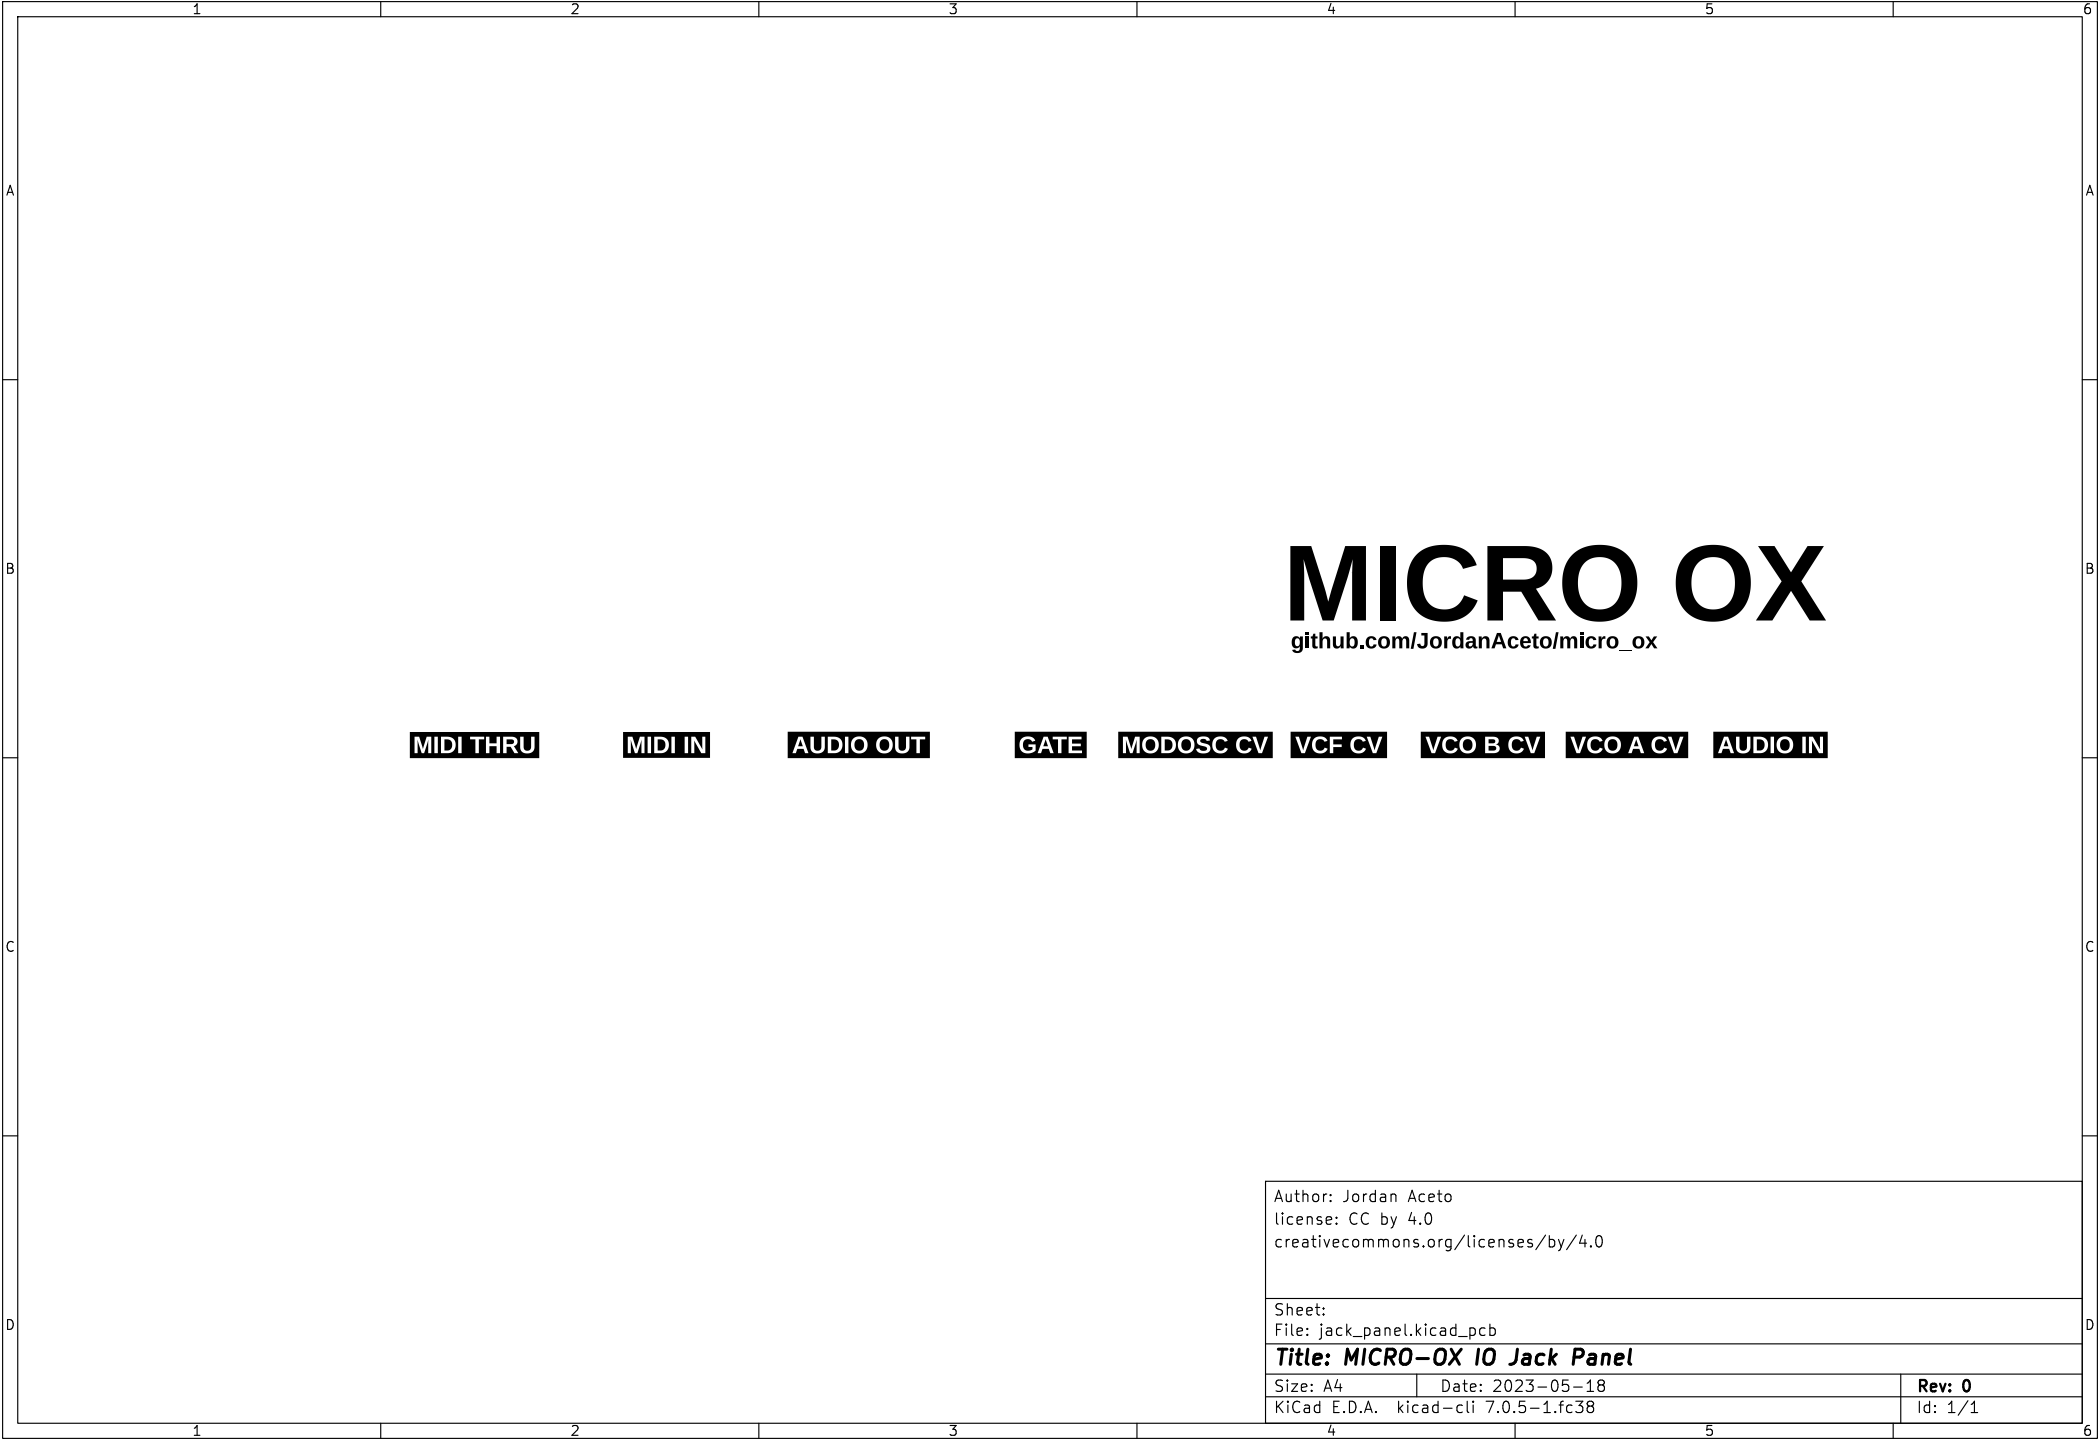 1 2 3 4 5 6
A A
B B
MICRO OX
github.com/JordanAceto/micro_ox
MIDI THRU MIDI IN AUDIO OUT GATE MODOSC CV VCF CV VCO B CV VCO A CV AUDIO IN
C C
Author: Jordan Aceto
license: CC by 4.0
creativecommons.org/licenses/by/4.0
Sheet:
File: jack_panel.kicad_pcb
D D
Title: MICRO-OX IO Jack Panel
Size: A4 Date: 2023-05-18 Rev: 0
KiCad E.D.A. kicad-cli 7.0.5-1.fc38 Id: 1/1
1 2 3 4 5 6